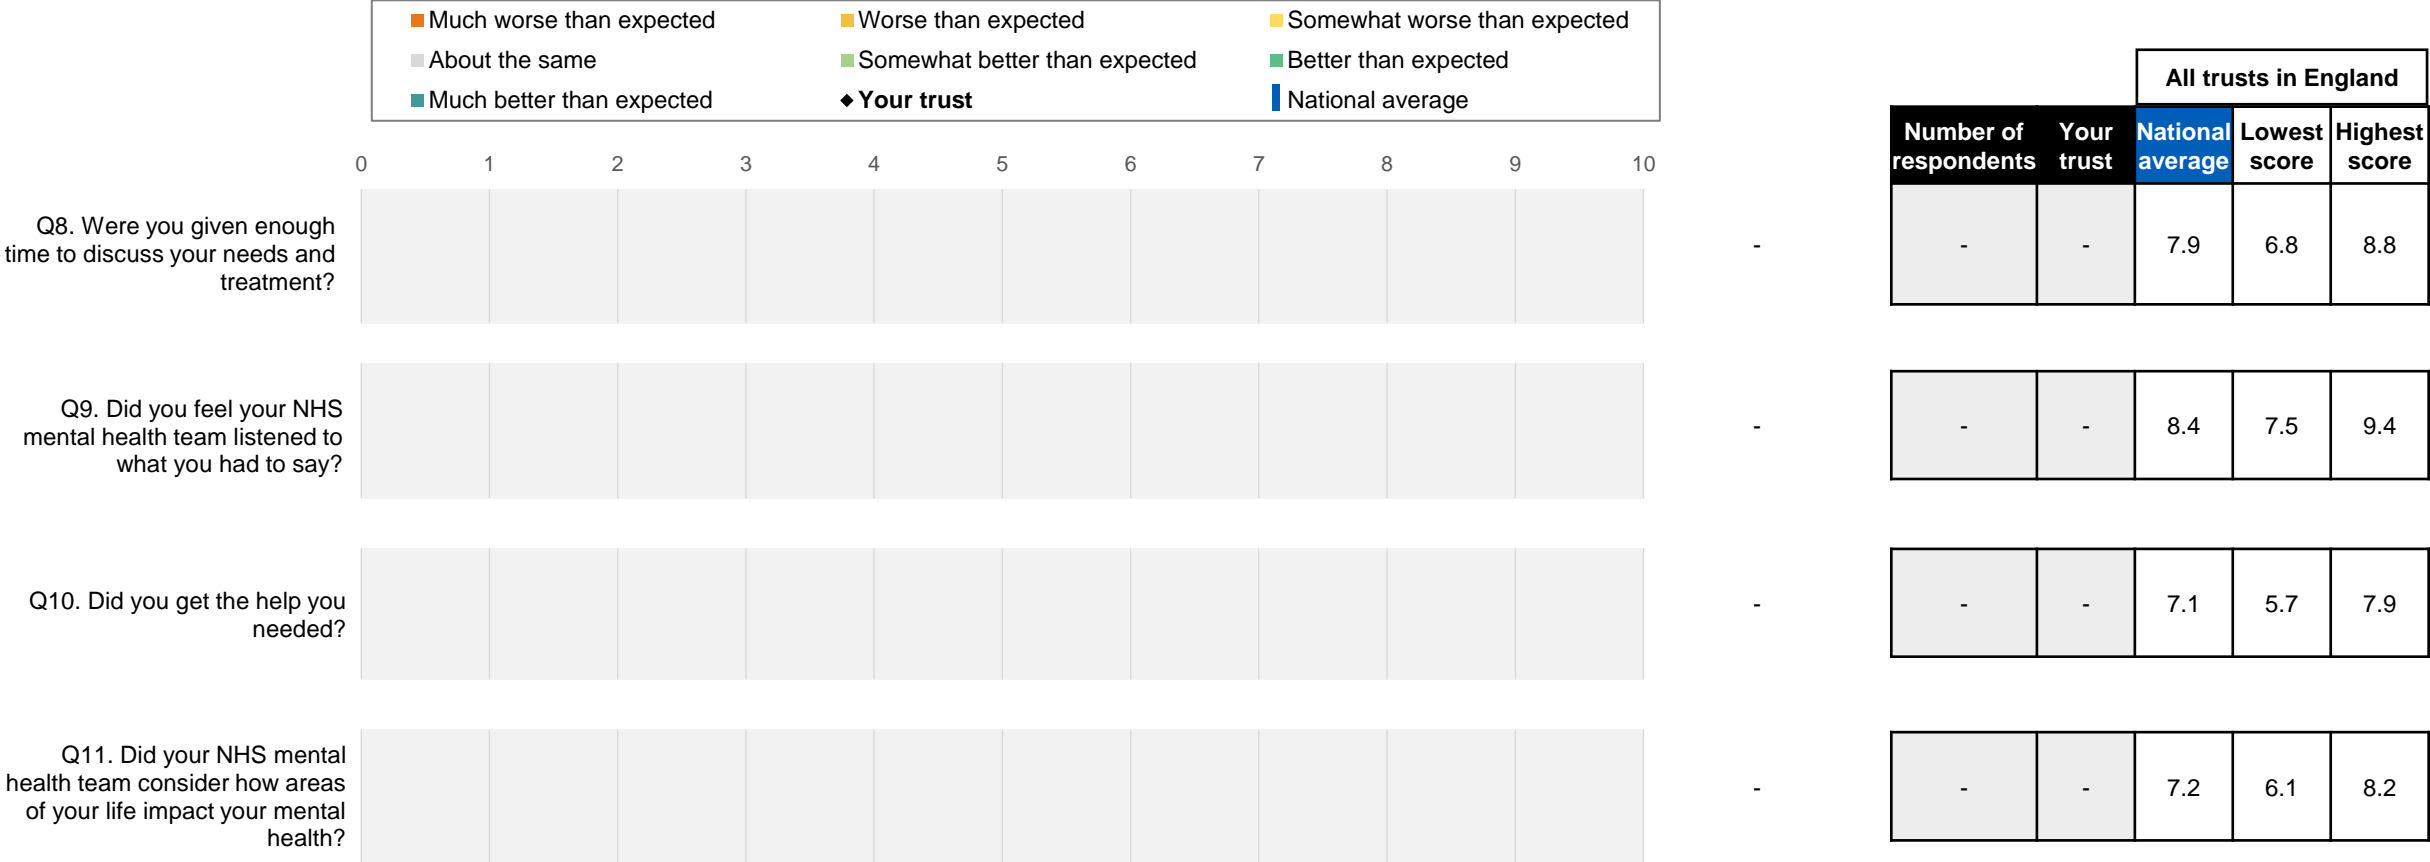 Much worse than expected
Worse than expected
Somewhat worse than expected
About the same
Somewhat better than expected
Better than expected
Much better than expected
Your trust
National average
All trusts in England
Number of respondents
Your trust
National average
Lowest score
Highest score
0 1 2 3 4 5 6 7 8 9 10
Q8. Were you given enough
time to discuss your needs and
treatment?
- - - 7.9 6.8 8.8
Q9. Did you feel your NHS
mental health team listened to
what you had to say?
- - - 8.4 7.5 9.4
Q10. Did you get the help you
needed?
- - - 7.1 5.7 7.9
Q11. Did your NHS mental
health team consider how areas
of your life impact your mental
health?
- - - 7.2 6.1 8.2